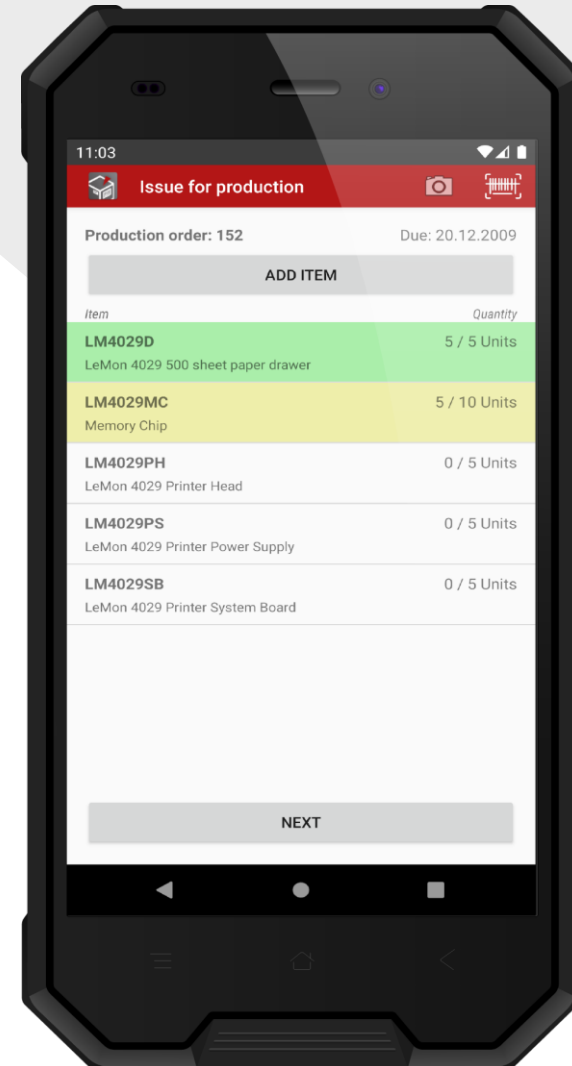 11:03
Issue for production
Production order: 152 Due: 20.12.2009
ADD ITEM
Item Quantity
LM4029D 5 / 5 Units
LeMon 4029 500 sheet paper drawer
LM4029MC 5 / 10 Units
Memory Chip
LM4029PH 0 / 5 Units
LeMon 4029 Printer Head
LM4029PS 0 / 5 Units
LeMon 4029 Printer Power Supply
LM4029SB 0 / 5 Units
LeMon 4029 Printer System Board
NEXT